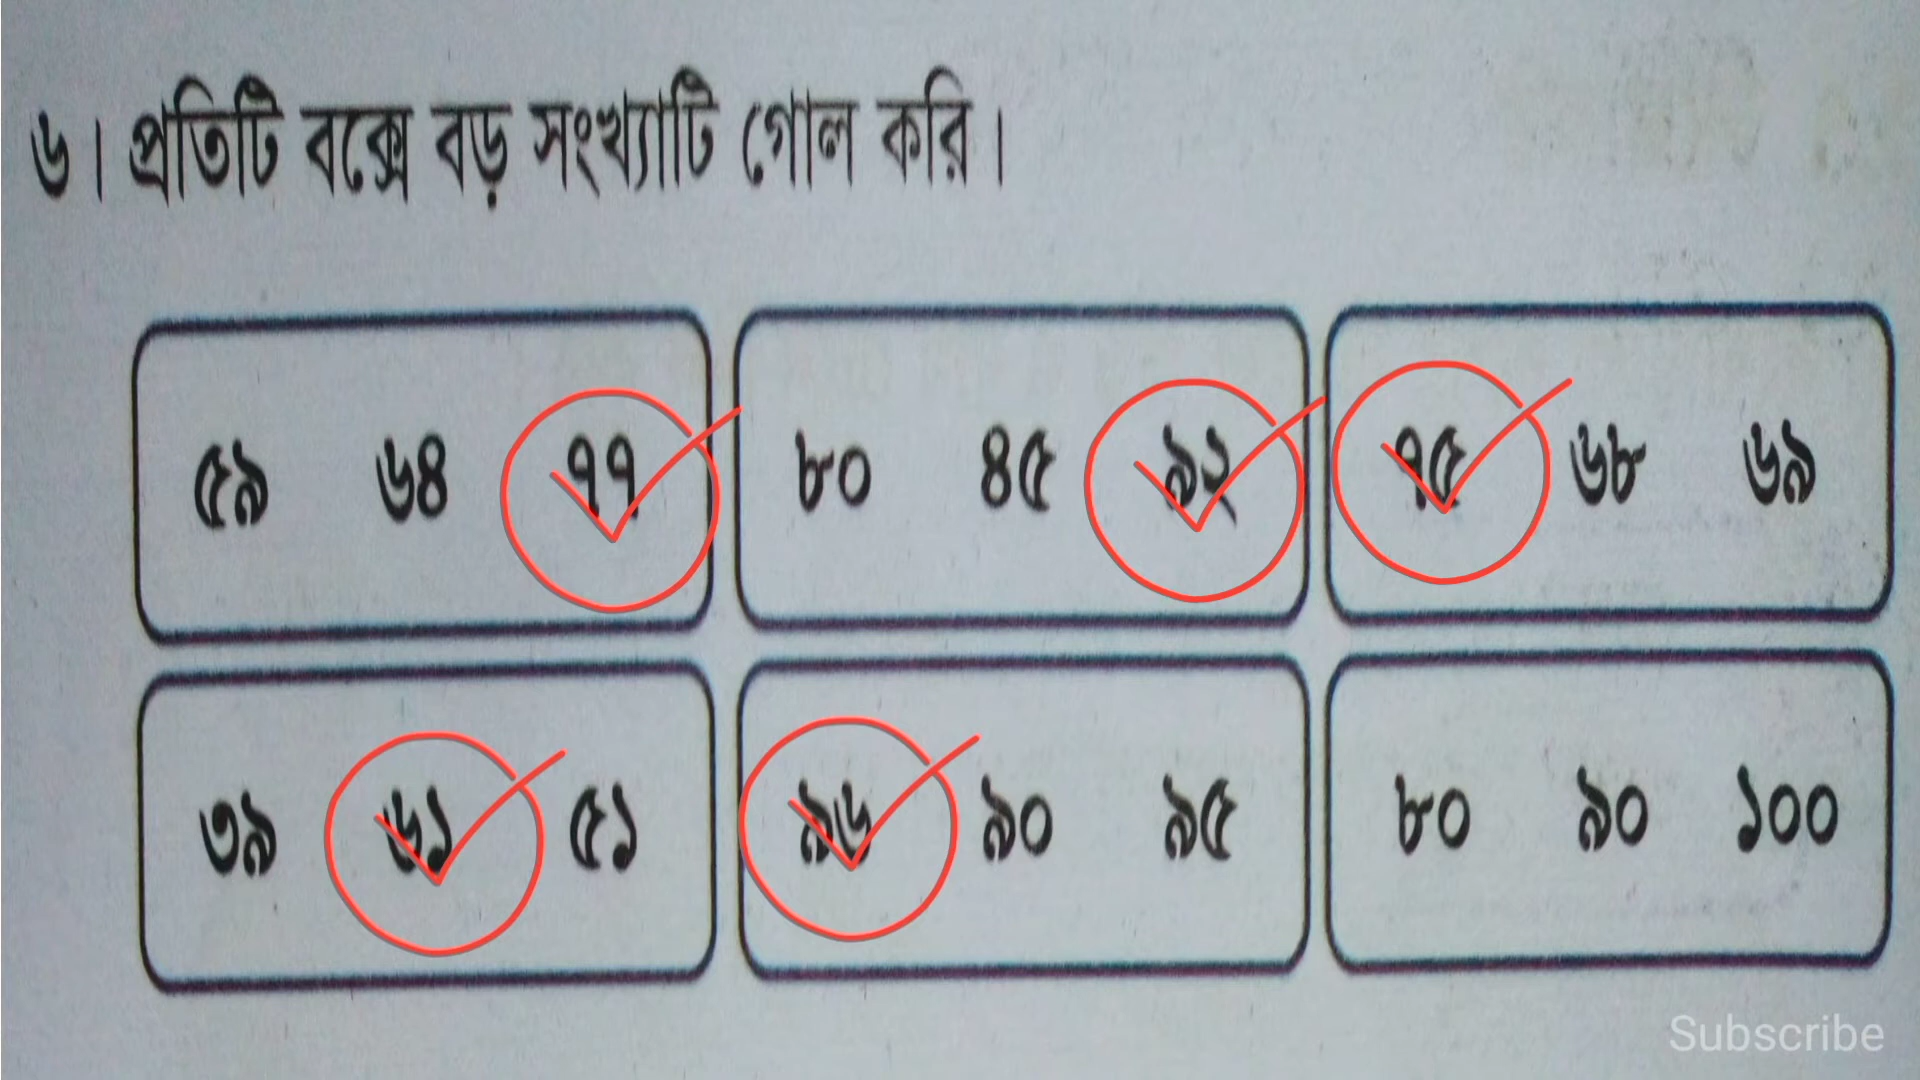 ৬। প্রতিটি বক্সে বড় সংখ্যাটি গোল করি।
৫৯ ৬৪ ৭৭ ৮০ ৪৫ ৯২ ৭৫ ৬৮ ৬৯
৩৯ ৬১ ৫১ ৯৬ ৯০ ৯৫ ৮০ ৯০ ১০০
Subscribe